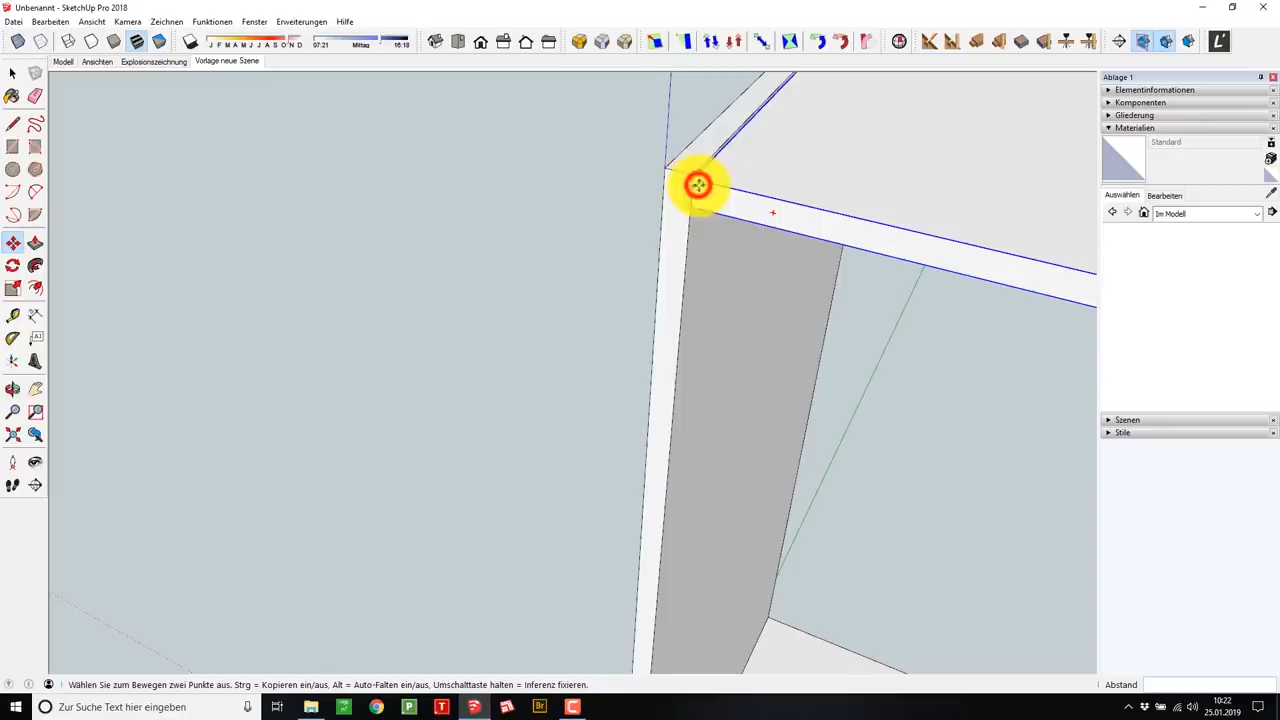 Unbenannt - SketchUp Pro 2018
Datei Bearbeiten Ansicht Kamera Zeichnen Funktionen Fenster Erweiterungen Hilfe
J F M A M J J A S O N D
07:21 Mittag 16:18
Modell Ansichten Explosionszeichnung Vorlage neue Szene
Ablage 1
Elementinformationen
Komponenten
Gliederung
Materialien
Standard
Auswählen Bearbeiten
Im Modell
Szenen
Stile
Wählen Sie zum Bewegen zwei Punkte aus. Strg = Kopieren ein/aus, Alt = Auto-Falten ein/aus, Umschalttaste halten = Inferenz fixieren.
Abstand
Zur Suche Text hier eingeben
10:22
25.01.2019